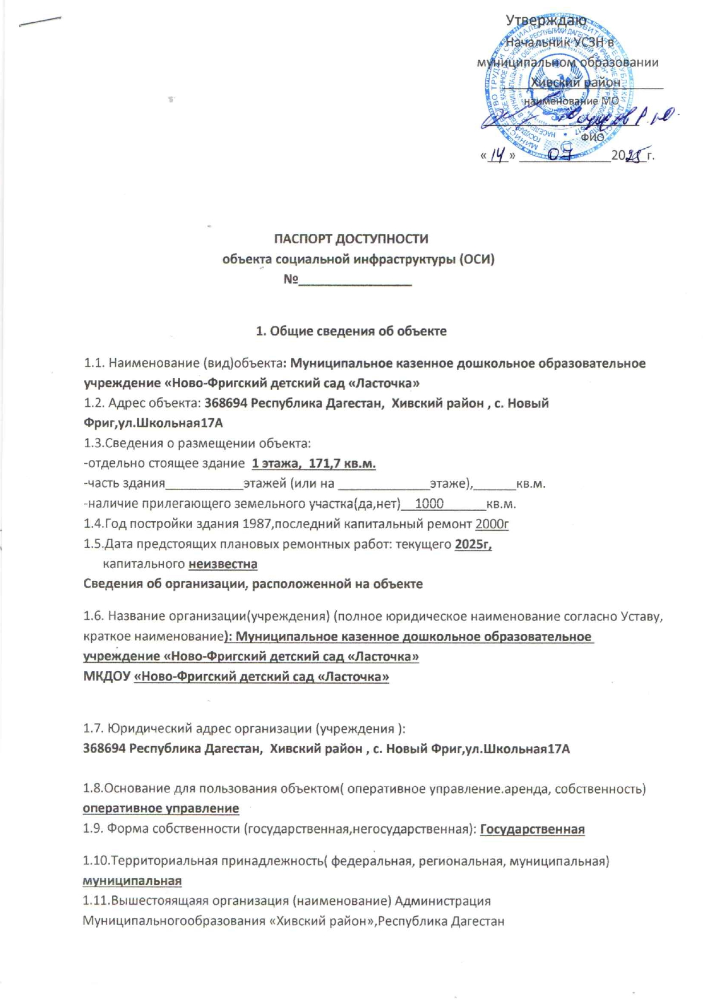 Утверждаю
Начальник УСЗН в
муниципальном образовании
Хивский район
наименование МО
ФИО
«14» 07 2025 г.
ПАСПОРТ ДОСТУПНОСТИ
объекта социальной инфраструктуры (ОСИ)
№________________
1. Общие сведения об объекте
1.1. Наименование (вид)объекта: Муниципальное казенное дошкольное образовательное
учреждение «Ново-Фригский детский сад «Ласточка»
1.2. Адрес объекта: 368694 Республика Дагестан, Хивский район , с. Новый
Фриг,ул.Школьная17А
1.3.Сведения о размещении объекта:
-отдельно стоящее здание 1 этажа, 171,7 кв.м.
-часть здания___________этажей (или на _____________этаже),______кв.м.
-наличие прилегающего земельного участка(да,нет)__1000______кв.м.
1.4.Год постройки здания 1987,последний капитальный ремонт 2000г
1.5.Дата предстоящих плановых ремонтных работ: текущего 2025г,
капитального неизвестна
Сведения об организации, расположенной на объекте
1.6. Название организации(учреждения) (полное юридическое наименование согласно Уставу,
краткое наименование): Муниципальное казенное дошкольное образовательное
учреждение «Ново-Фригский детский сад «Ласточка»
МКДОУ «Ново-Фригский детский сад «Ласточка»
1.7. Юридический адрес организации (учреждения ):
368694 Республика Дагестан, Хивский район , с. Новый Фриг,ул.Школьная17А
1.8.Основание для пользования объектом( оперативное управление.аренда, собственность)
оперативное управление
1.9. Форма собственности (государственная,негосударственная): Государственная
1.10.Территориальная принадлежность( федеральная, региональная, муниципальная)
муниципальная
1.11.Вышестояящаяя организация (наименование) Администрация
Муниципальногообразования «Хивский район»,Республика Дагестан